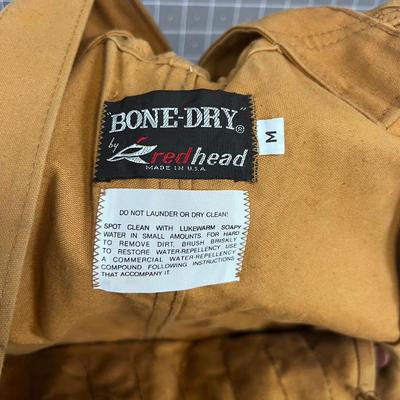 "BONE-DRY"®
by redhead
MADE IN U.S.A.
M
DO NOT LAUNDER OR DRY CLEAN!
SPOT CLEAN WITH LUKEWARM SOAPY
WATER IN SMALL AMOUNTS. FOR HARD
TO REMOVE DIRT, BRUSH BRISKLY
TO RESTORE WATER-REPELLENCY USE
A COMMERCIAL WATER-REPELLENCY
COMPOUND FOLLOWING INSTRUCTIONS
THAT ACCOMPANY IT.